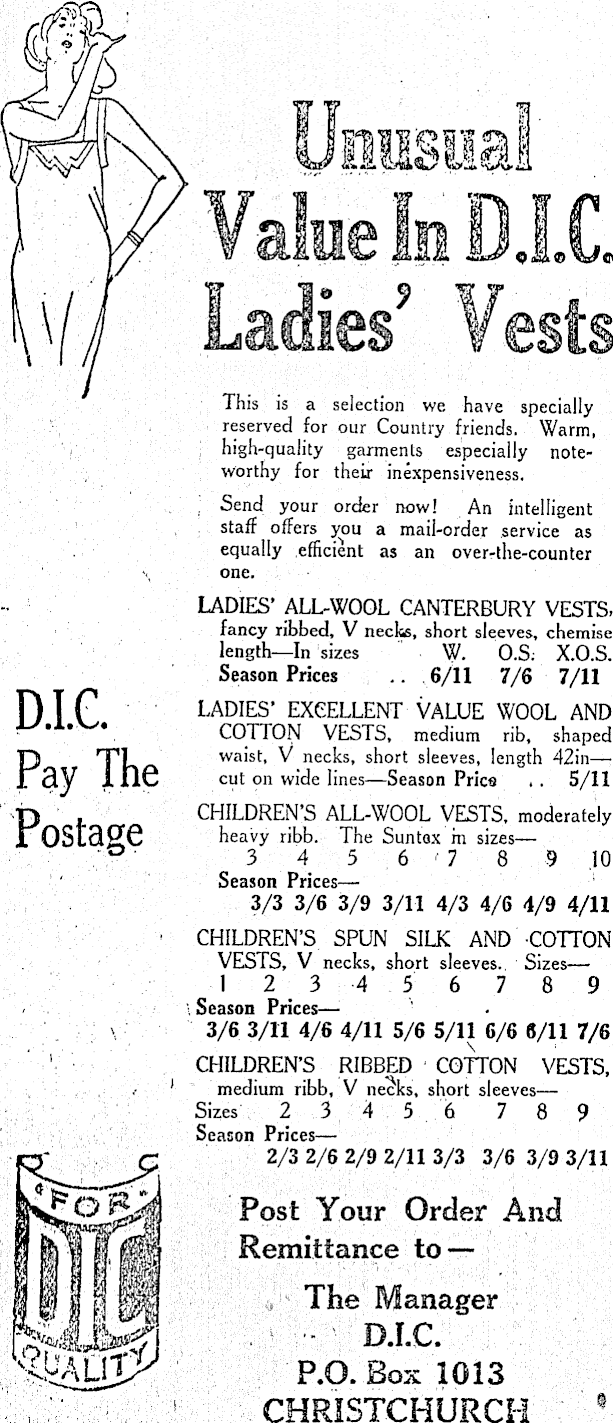 Unusual
Value In D.I.C.
Ladies' Vests
This is a selection we have specially
reserved for our Country friends. Warm,
high-quality garments especially note-
worthy for their inexpensiveness.
Send your order now! An intelligent
staff offers you a mail-order service as
equally efficient as an over-the-counter
one.
LADIES' ALL-WOOL CANTERBURY VESTS,
fancy ribbed, V necks, short sleeves, chemise
length—In sizes W. O.S. X.O.S.
Season Prices .. 6/11 7/6 7/11
LADIES' EXCELLENT VALUE WOOL AND
COTTON VESTS, medium rib, shaped
waist, V necks, short sleeves, length 42in—
cut on wide lines—Season Price .. 5/11
CHILDREN'S ALL-WOOL VESTS, moderately
heavy ribb. The Suntex in sizes—
3 4 5 6 7 8 9 10
Season Prices—
3/3 3/6 3/9 3/11 4/3 4/6 4/9 4/11
CHILDREN'S SPUN SILK AND COTTON
VESTS, V necks, short sleeves. Sizes—
1 2 3 4 5 6 7 8 9
Season Prices—
3/6 3/11 4/6 4/11 5/6 5/11 6/6 6/11 7/6
CHILDREN'S RIBBED COTTON VESTS,
medium ribb, V necks, short sleeves—
Sizes 2 3 4 5 6 7 8 9
Season Prices—
2/3 2/6 2/9 2/11 3/3 3/6 3/9 3/11
D.I.C.
Pay The
Postage
FOR
DIC
QUALITY
Post Your Order And
Remittance to—
The Manager
D.I.C.
P.O. Box 1013
CHRISTCHURCH